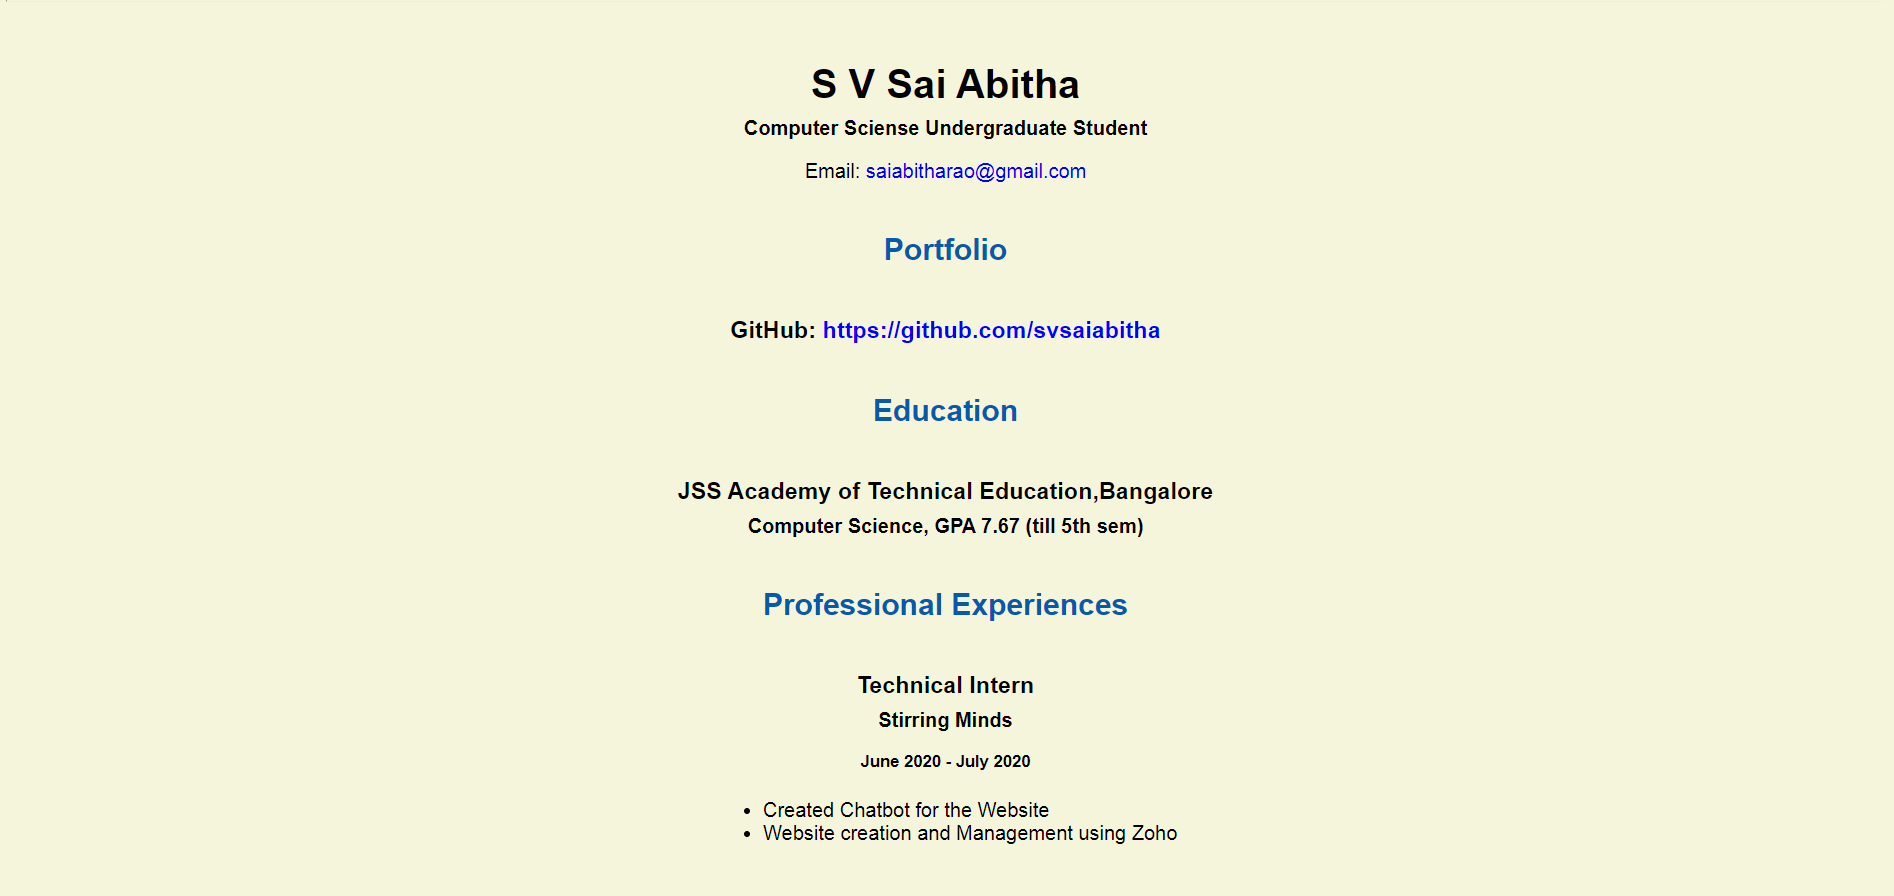 S V Sai Abitha
Computer Sciense Undergraduate Student
Email: saiabitharao@gmail.com
Portfolio
GitHub: https://github.com/svsaiabitha
Education
JSS Academy of Technical Education,Bangalore
Computer Science, GPA 7.67 (till 5th sem)
Professional Experiences
Technical Intern
Stirring Minds
June 2020 - July 2020
• Created Chatbot for the Website
• Website creation and Management using Zoho